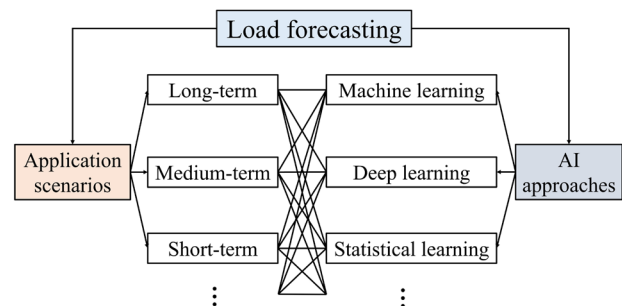 Load forecasting
Long-term
Machine learning
Application
scenarios
Medium-term
Deep learning
AI
approaches
Short-term
Statistical learning
⋮
⋮